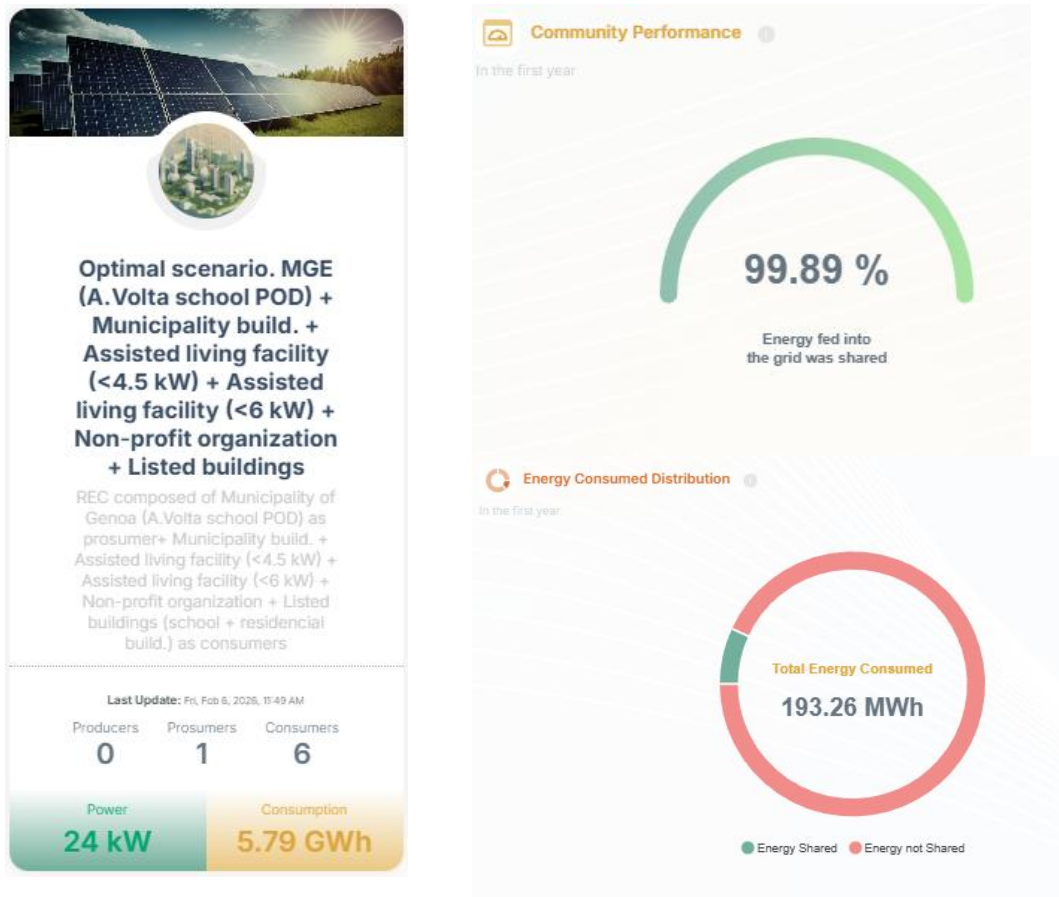 Optimal scenario. MGE
(A.Volta school POD) +
Municipality build. +
Assisted living facility
(<4.5 kW) + Assisted
living facility (<6 kW) +
Non-profit organization
+ Listed buildings
REC composed of Municipality of
Genoa (A.Volta school POD) as
prosumer+ Municipality build. +
Assisted living facility (<4.5 kW) +
Assisted living facility (<6 kW) +
Non-profit organization + Listed
buildings (school + residencial
build.) as consumers
Last Update: Fri, Feb 6, 2026, 11:49 AM
Producers Prosumers Consumers
0 1 6
Power Consumption
24 kW 5.79 GWh
Community Performance
In the first year
99.89 %
Energy fed into
the grid was shared
Energy Consumed Distribution
In the first year
Total Energy Consumed
193.26 MWh
Energy Shared Energy not Shared